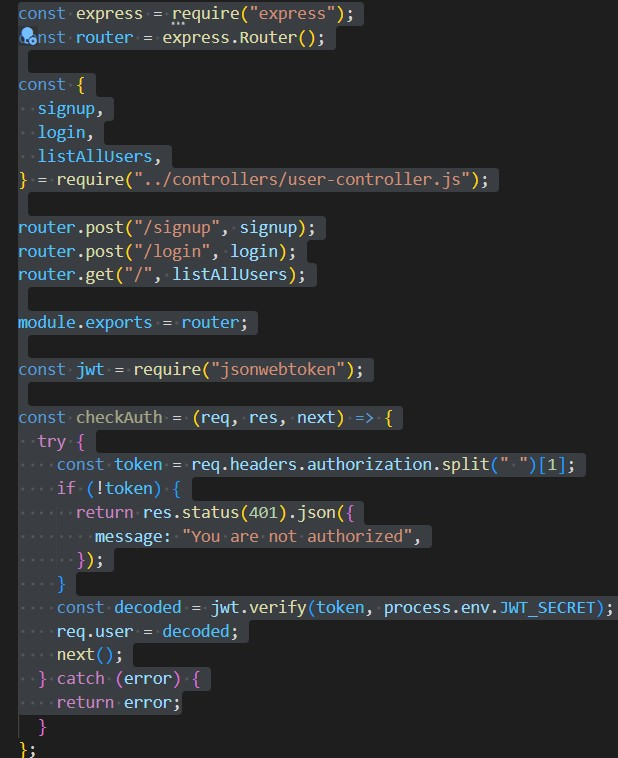 const express = require("express");
const router = express.Router();
const {
signup,
login,
listAllUsers,
} = require("../controllers/user-controller.js");
router.post("/signup", signup);
router.post("/login", login);
router.get("/", listAllUsers);
module.exports = router;
const jwt = require("jsonwebtoken");
const checkAuth = (req, res, next) => {
try {
const token = req.headers.authorization.split(" ")[1];
if (!token) {
return res.status(401).json({
message: "You are not authorized",
});
}
const decoded = jwt.verify(token, process.env.JWT_SECRET);
req.user = decoded;
next();
} catch (error) {
return error;
}
};